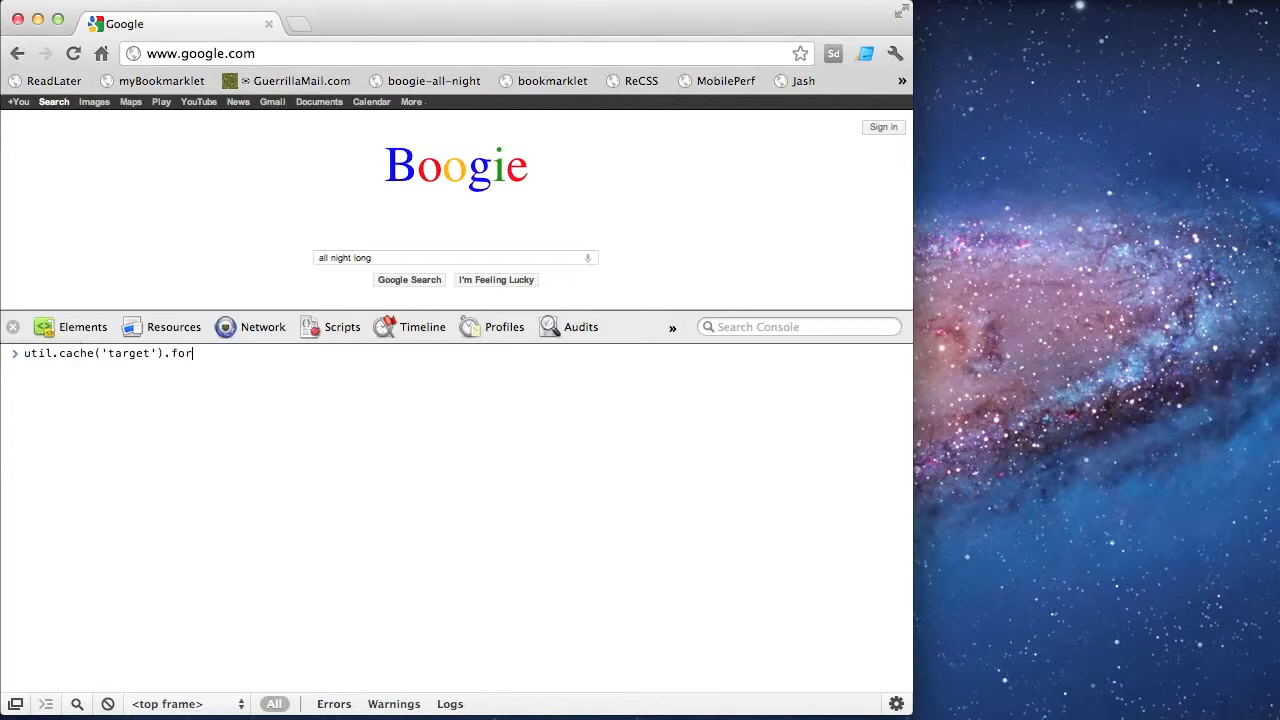 Google
www.google.com
ReadLater myBookmarklet GuerrillaMail.com boogie-all-night bookmarklet ReCSS MobilePerf Jash »
+You Search Images Maps Play YouTube News Gmail Documents Calendar More
Sign in
Boogie
all night long
Google Search I'm Feeling Lucky
Elements Resources Network Scripts Timeline Profiles Audits » Search Console
> util.cache('target').for
<top frame> All Errors Warnings Logs
Sd